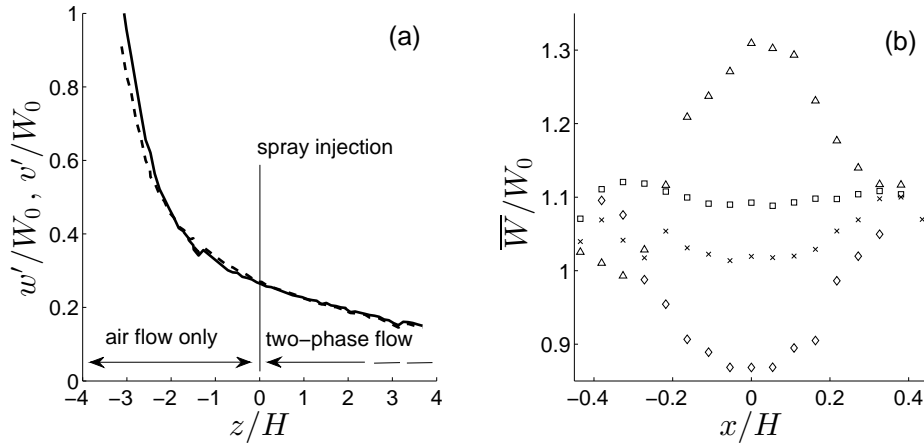 (a)
1
0.8
0.6
0.4
0.2
0
w′/W₀ , v′/W₀
spray injection
air flow only
two−phase flow
−4 −3 −2 −1 0 1 2 3 4
z/H
(b)
1.3
1.2
1.1
1
0.9
W̅/W₀
−0.4 −0.2 0 0.2 0.4
x/H